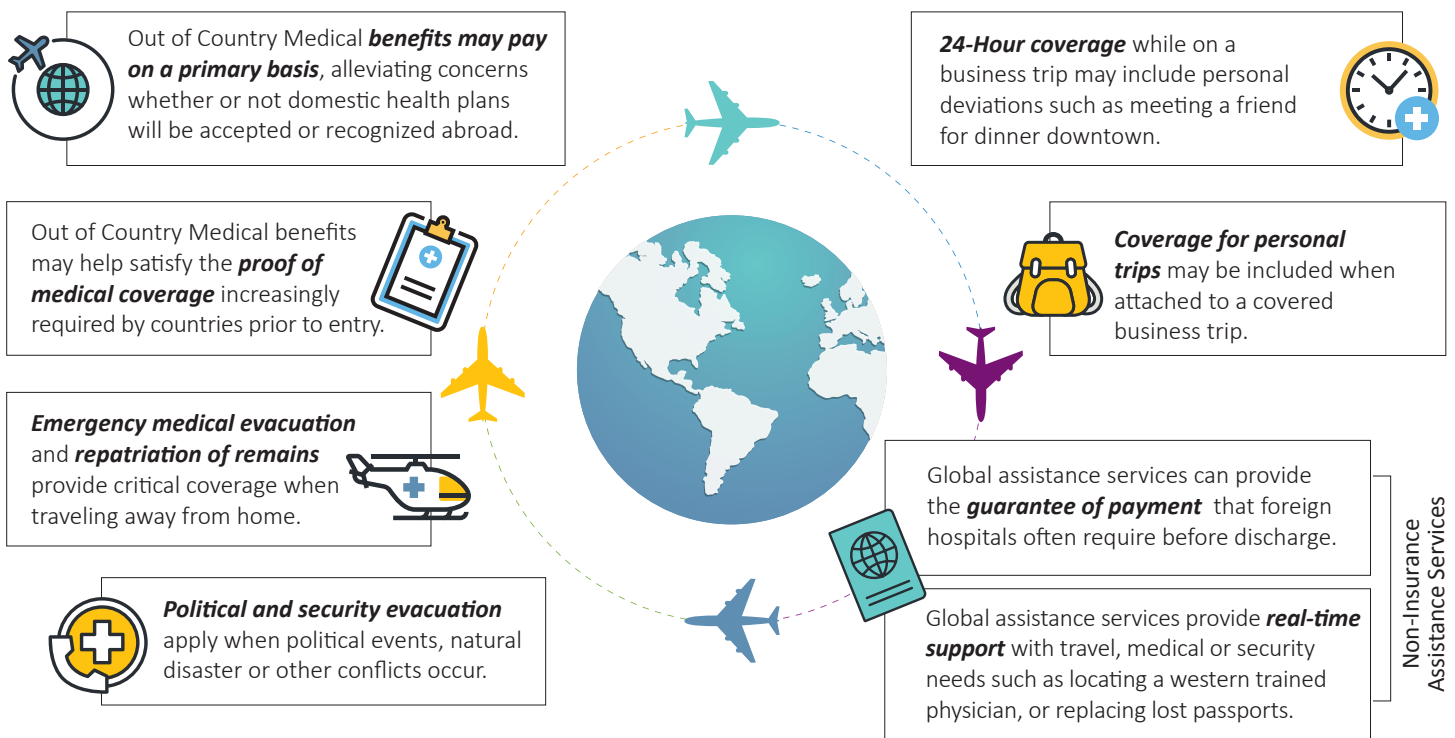 Out of Country Medical benefits may pay
on a primary basis, alleviating concerns
whether or not domestic health plans
will be accepted or recognized abroad.
24-Hour coverage while on a
business trip may include personal
deviations such as meeting a friend
for dinner downtown.
Out of Country Medical benefits
may help satisfy the proof of
medical coverage increasingly
required by countries prior to entry.
Coverage for personal
trips may be included when
attached to a covered
business trip.
Emergency medical evacuation
and repatriation of remains
provide critical coverage when
traveling away from home.
Global assistance services can provide
the guarantee of payment that foreign
hospitals often require before discharge.
Political and security evacuation
apply when political events, natural
disaster or other conflicts occur.
Global assistance services provide real-time
support with travel, medical or security
needs such as locating a western trained
physician, or replacing lost passports.
Non-Insurance
Assistance Services